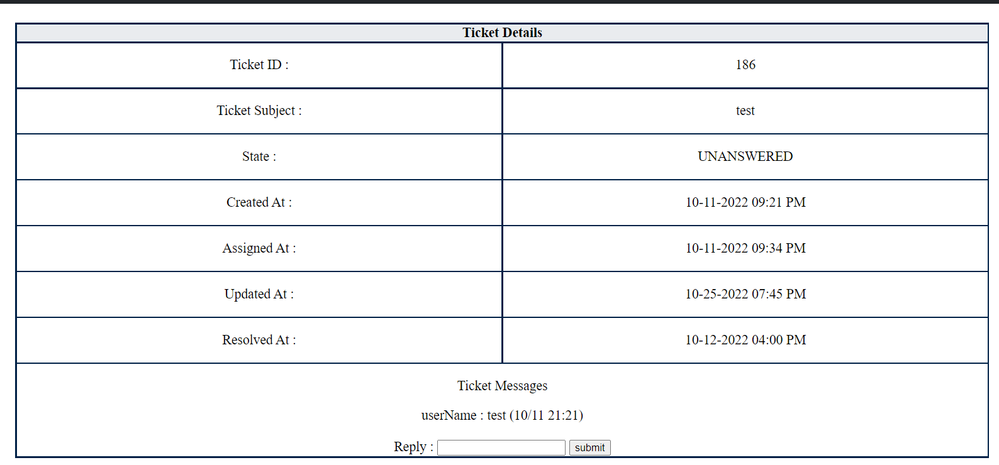 Ticket Details
Ticket ID : 186
Ticket Subject : test
State : UNANSWERED
Created At : 10-11-2022 09:21 PM
Assigned At : 10-11-2022 09:34 PM
Updated At : 10-25-2022 07:45 PM
Resolved At : 10-12-2022 04:00 PM
Ticket Messages
userName : test (10/11 21:21)
Reply : submit